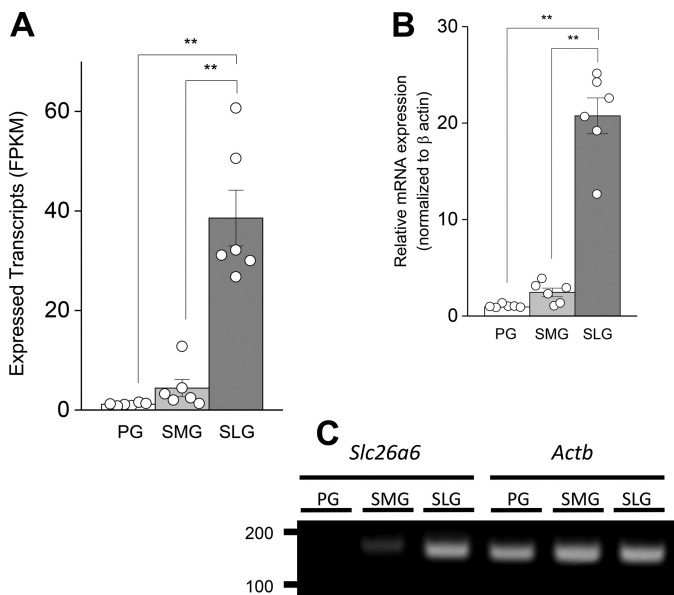 A
**
**
Expressed Transcripts (FPKM)
60
40
20
0
PG SMG SLG
B
**
**
Relative mRNA expression
(normalized to β actin)
30
20
10
0
PG SMG SLG
C
Slc26a6 Actb
PG SMG SLG PG SMG SLG
200
100